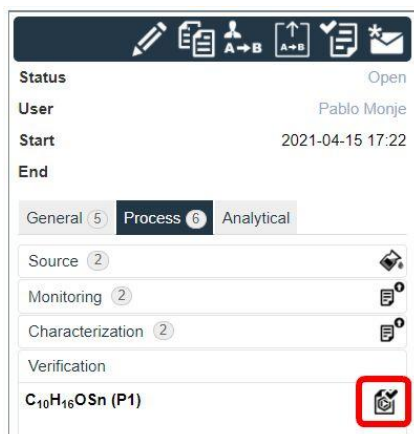 A→B
A→B
Status Open
User Pablo Monje
Start 2021-04-15 17:22
End
General 5 Process 6 Analytical
Source 2
Monitoring 2
Characterization 2
Verification
C₁₀H₁₆OSn (P1)